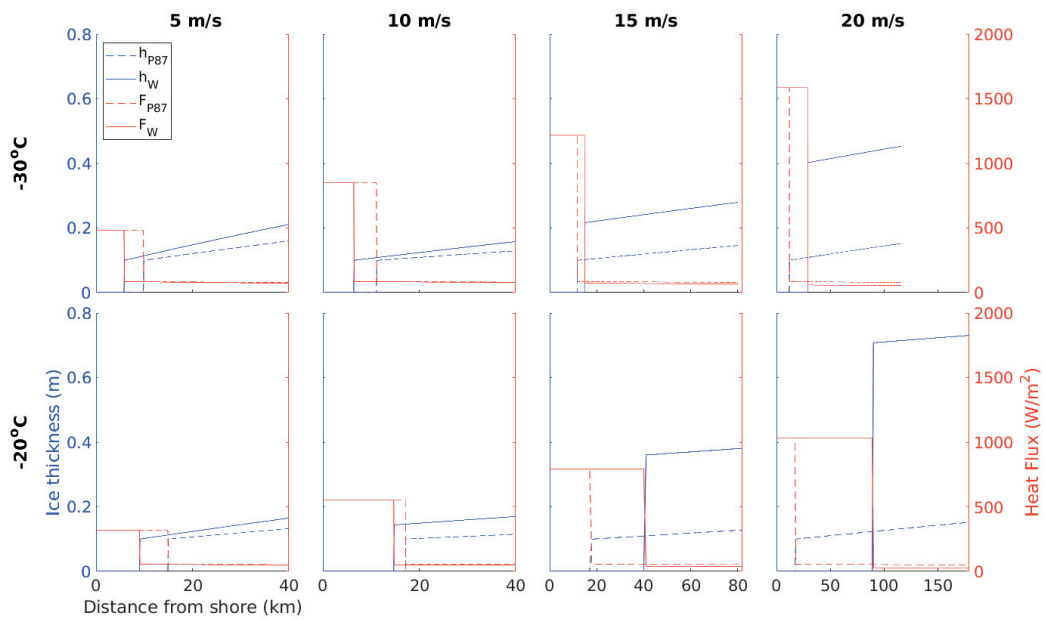 5 m/s
10 m/s
15 m/s
20 m/s
-30°C
0.8
0.6
0.4
0.2
0
h_P87
h_W
F_P87
F_W
2000
1500
1000
500
0
-20°C
Ice thickness (m)
0.8
0.6
0.4
0.2
0
2000
1500
1000
500
0
Heat Flux (W/m²)
0 10 20 30 40
0 20 40
0 20 40 60 80
0 50 100 150
Distance from shore (km)